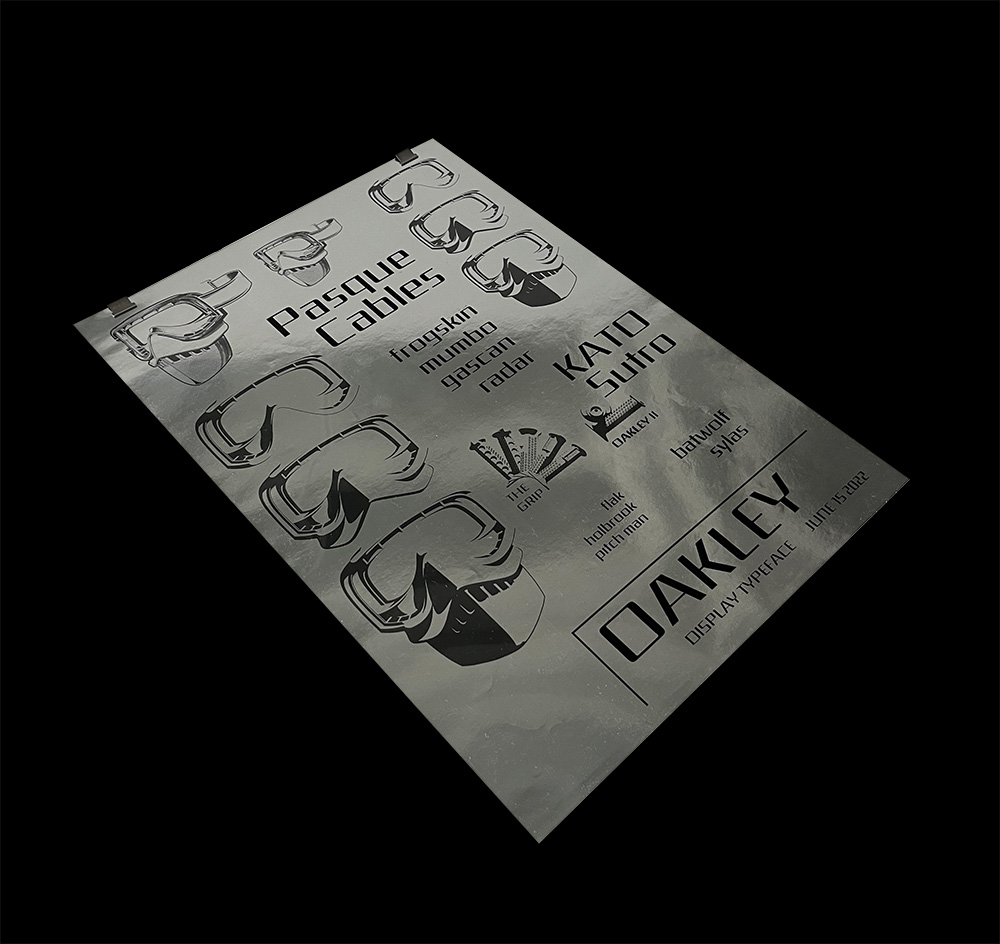 Pasque
Cables
frogskin
mumbo
gascan
radar
KATO
Sutro
THE
GRIP
OAKLEY II
batwolf
sylas
flak
holbrook
pitch man
OAKLEY
DISPLAY TYPEFACE
JUNE 15 2022